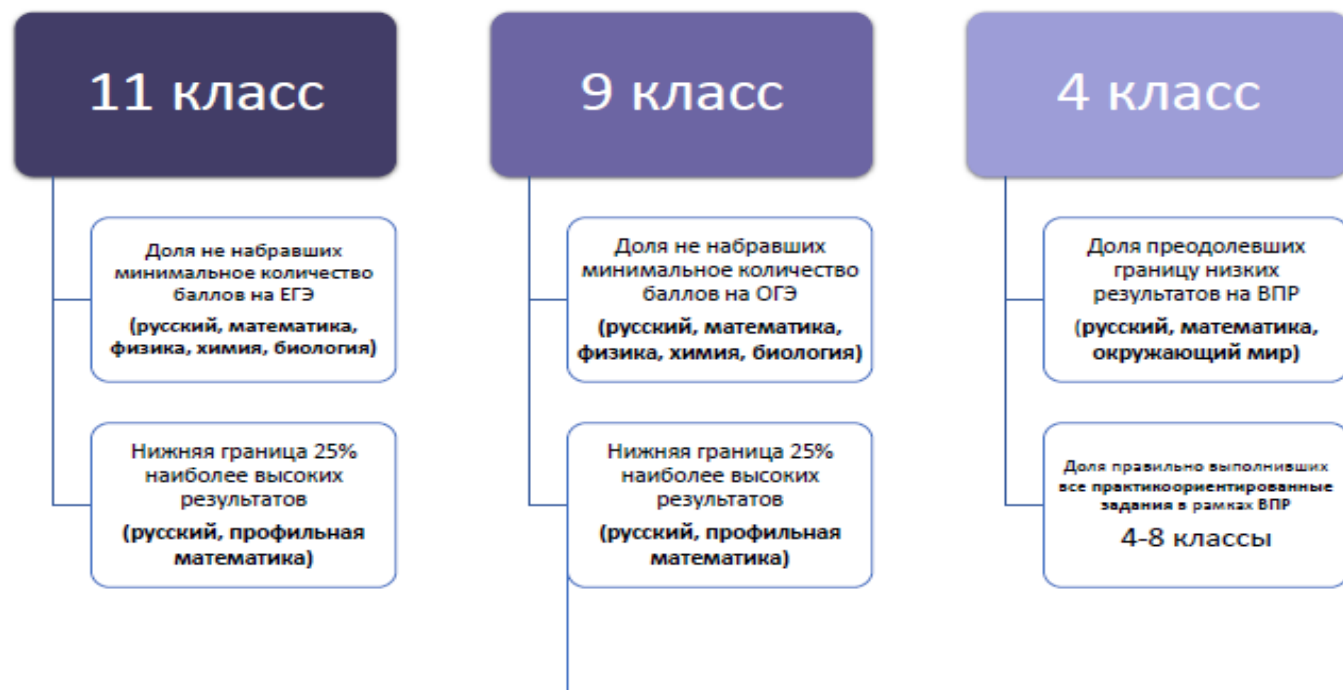 11 класс
Доля не набравших
минимальное количество
баллов на ЕГЭ
(русский, математика,
физика, химия, биология)
Нижняя граница 25%
наиболее высоких
результатов
(русский, профильная
математика)
9 класс
Доля не набравших
минимальное количество
баллов на ОГЭ
(русский, математика,
физика, химия, биология)
Нижняя граница 25%
наиболее высоких
результатов
(русский, профильная
математика)
4 класс
Доля преодолевших
границу низких
результатов на ВПР
(русский, математика,
окружающий мир)
Доля правильно выполнивших
все практикоориентированные
задания в рамках ВПР
4-8 классы